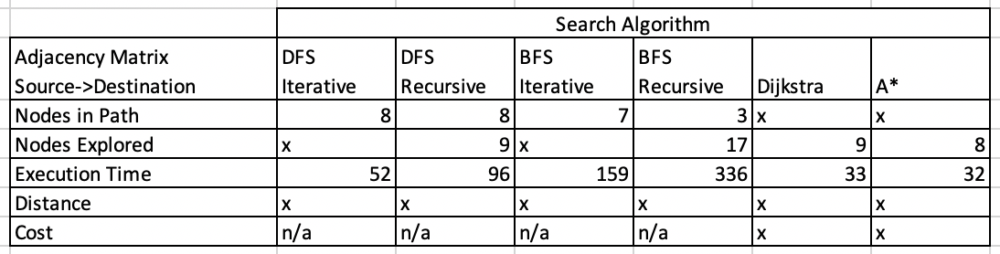 Search Algorithm
Adjacency Matrix DFS DFS BFS BFS
Source->Destination Iterative Recursive Iterative Recursive Dijkstra A*
Nodes in Path 8 8 7 3 x x
Nodes Explored x 9 x 17 9 8
Execution Time 52 96 159 336 33 32
Distance x x x x x x
Cost n/a n/a n/a n/a x x